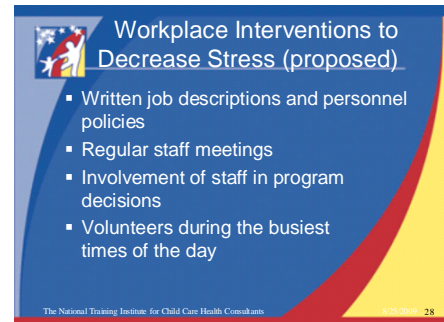 Workplace Interventions to
Decrease Stress (proposed)
▪ Written job descriptions and personnel
policies
▪ Regular staff meetings
▪ Involvement of staff in program
decisions
▪ Volunteers during the busiest
times of the day
The National Training Institute for Child Care Health Consultants
28